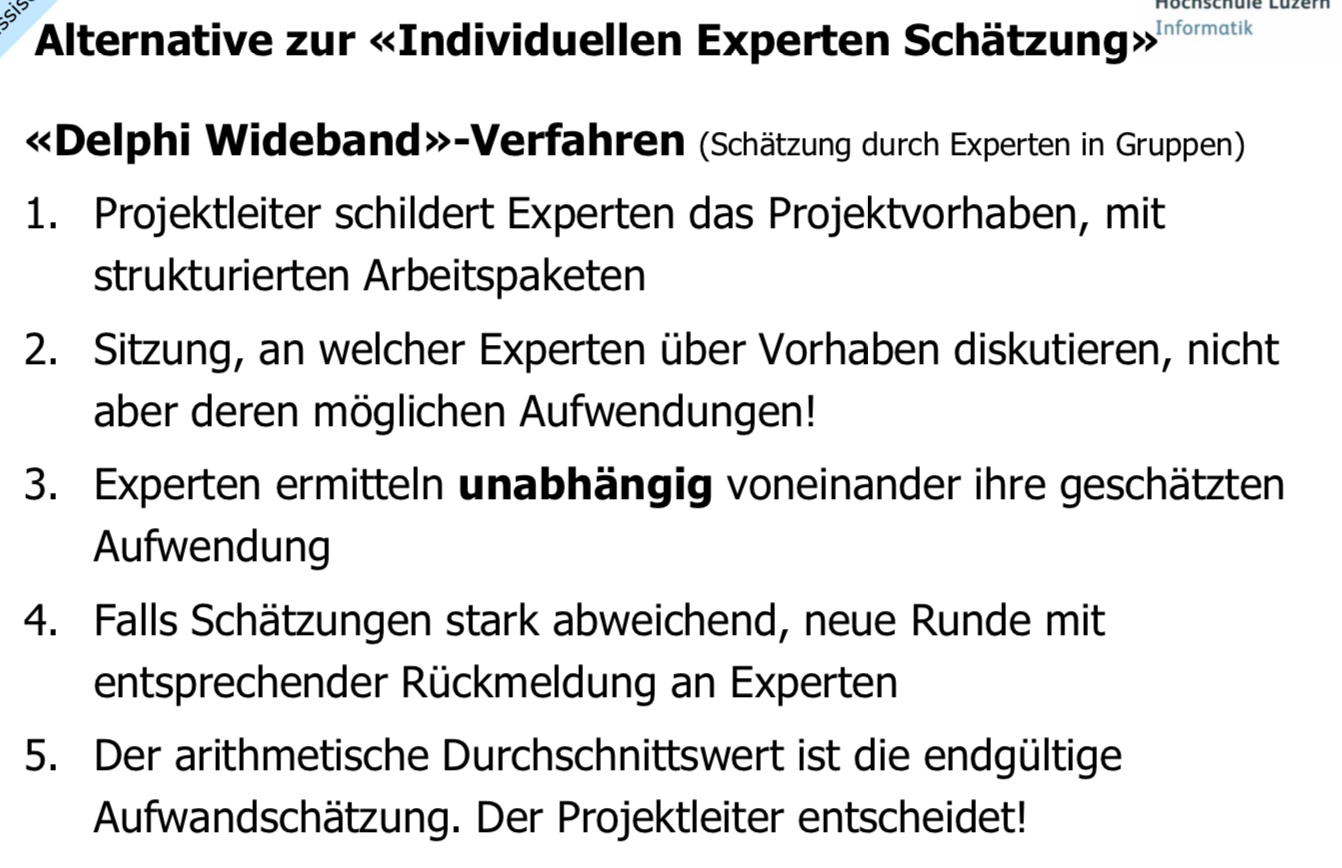 Hochschule Luzern
Informatik
Alternative zur «Individuellen Experten Schätzung»
«Delphi Wideband»-Verfahren (Schätzung durch Experten in Gruppen)
1. Projektleiter schildert Experten das Projektvorhaben, mit
strukturierten Arbeitspaketen
2. Sitzung, an welcher Experten über Vorhaben diskutieren, nicht
aber deren möglichen Aufwendungen!
3. Experten ermitteln unabhängig voneinander ihre geschätzten
Aufwendung
4. Falls Schätzungen stark abweichend, neue Runde mit
entsprechender Rückmeldung an Experten
5. Der arithmetische Durchschnittswert ist die endgültige
Aufwandschätzung. Der Projektleiter entscheidet!